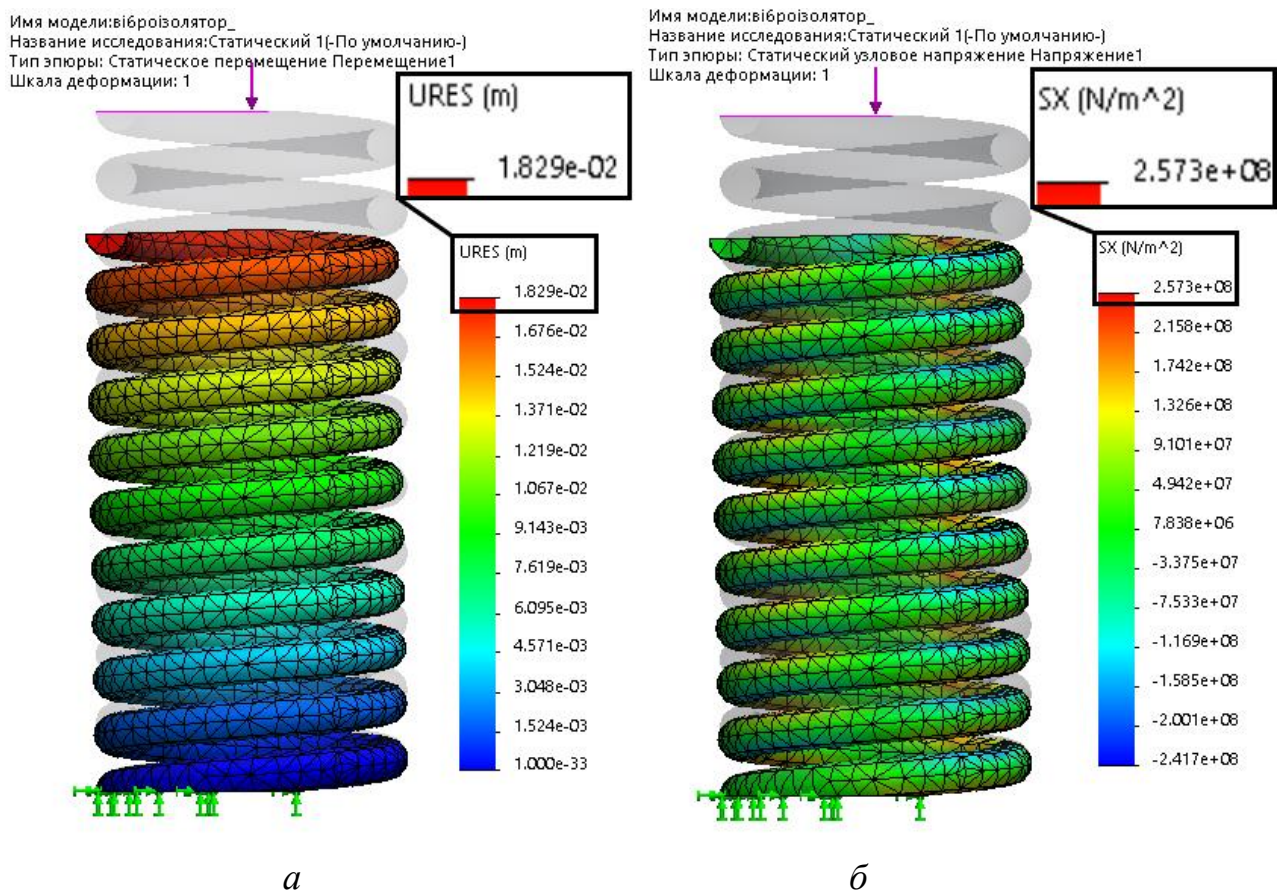 Имя модели:віброізолятор_
Название исследования:Статический 1(-По умолчанию-)
Тип эпюры: Статическое перемещение Перемещение1
Шкала деформации: 1
URES (m)
1.829e-02
URES (m)
1.829e-02
1.676e-02
1.524e-02
1.371e-02
1.219e-02
1.067e-02
9.143e-03
7.619e-03
6.095e-03
4.571e-03
3.048e-03
1.524e-03
1.000e-33
а
Имя модели:віброізолятор_
Название исследования:Статический 1(-По умолчанию-)
Тип эпюры: Статический узловое напряжение Напряжение1
Шкала деформации: 1
SX (N/m^2)
2.573e+08
SX (N/m^2)
2.573e+08
2.158e+08
1.742e+08
1.326e+08
9.101e+07
4.942e+07
7.838e+06
-3.375e+07
-7.533e+07
-1.169e+08
-1.585e+08
-2.001e+08
-2.417e+08
б